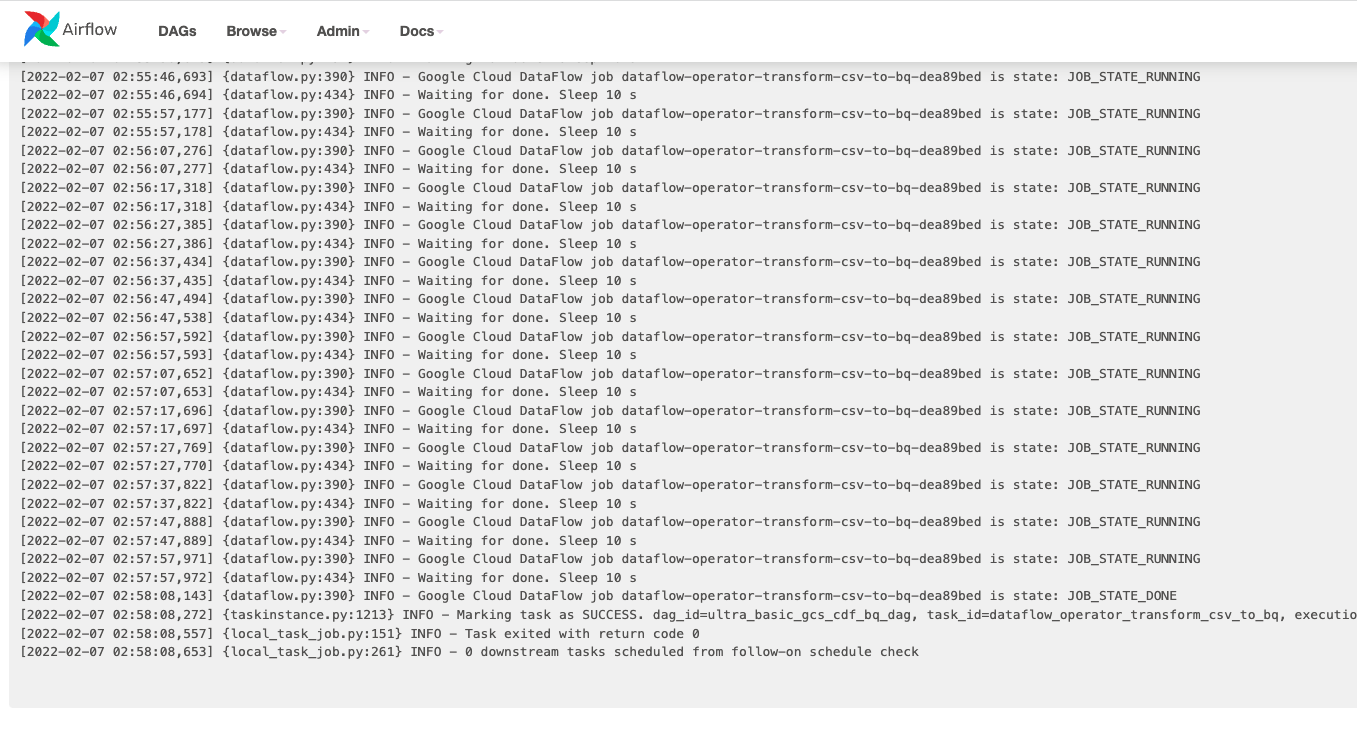 Airflow DAGs Browse Admin Docs
[2022-02-07 02:55:46,693] {dataflow.py:390} INFO - Google Cloud DataFlow job dataflow-operator-transform-csv-to-bq-dea89bed is state: JOB_STATE_RUNNING
[2022-02-07 02:55:46,694] {dataflow.py:434} INFO - Waiting for done. Sleep 10 s
[2022-02-07 02:55:57,177] {dataflow.py:390} INFO - Google Cloud DataFlow job dataflow-operator-transform-csv-to-bq-dea89bed is state: JOB_STATE_RUNNING
[2022-02-07 02:55:57,178] {dataflow.py:434} INFO - Waiting for done. Sleep 10 s
[2022-02-07 02:56:07,276] {dataflow.py:390} INFO - Google Cloud DataFlow job dataflow-operator-transform-csv-to-bq-dea89bed is state: JOB_STATE_RUNNING
[2022-02-07 02:56:07,277] {dataflow.py:434} INFO - Waiting for done. Sleep 10 s
[2022-02-07 02:56:17,318] {dataflow.py:390} INFO - Google Cloud DataFlow job dataflow-operator-transform-csv-to-bq-dea89bed is state: JOB_STATE_RUNNING
[2022-02-07 02:56:17,318] {dataflow.py:434} INFO - Waiting for done. Sleep 10 s
[2022-02-07 02:56:27,385] {dataflow.py:390} INFO - Google Cloud DataFlow job dataflow-operator-transform-csv-to-bq-dea89bed is state: JOB_STATE_RUNNING
[2022-02-07 02:56:27,386] {dataflow.py:434} INFO - Waiting for done. Sleep 10 s
[2022-02-07 02:56:37,434] {dataflow.py:390} INFO - Google Cloud DataFlow job dataflow-operator-transform-csv-to-bq-dea89bed is state: JOB_STATE_RUNNING
[2022-02-07 02:56:37,435] {dataflow.py:434} INFO - Waiting for done. Sleep 10 s
[2022-02-07 02:56:47,494] {dataflow.py:390} INFO - Google Cloud DataFlow job dataflow-operator-transform-csv-to-bq-dea89bed is state: JOB_STATE_RUNNING
[2022-02-07 02:56:47,538] {dataflow.py:434} INFO - Waiting for done. Sleep 10 s
[2022-02-07 02:56:57,592] {dataflow.py:390} INFO - Google Cloud DataFlow job dataflow-operator-transform-csv-to-bq-dea89bed is state: JOB_STATE_RUNNING
[2022-02-07 02:56:57,593] {dataflow.py:434} INFO - Waiting for done. Sleep 10 s
[2022-02-07 02:57:07,652] {dataflow.py:390} INFO - Google Cloud DataFlow job dataflow-operator-transform-csv-to-bq-dea89bed is state: JOB_STATE_RUNNING
[2022-02-07 02:57:07,653] {dataflow.py:434} INFO - Waiting for done. Sleep 10 s
[2022-02-07 02:57:17,696] {dataflow.py:390} INFO - Google Cloud DataFlow job dataflow-operator-transform-csv-to-bq-dea89bed is state: JOB_STATE_RUNNING
[2022-02-07 02:57:17,697] {dataflow.py:434} INFO - Waiting for done. Sleep 10 s
[2022-02-07 02:57:27,769] {dataflow.py:390} INFO - Google Cloud DataFlow job dataflow-operator-transform-csv-to-bq-dea89bed is state: JOB_STATE_RUNNING
[2022-02-07 02:57:27,770] {dataflow.py:434} INFO - Waiting for done. Sleep 10 s
[2022-02-07 02:57:37,822] {dataflow.py:390} INFO - Google Cloud DataFlow job dataflow-operator-transform-csv-to-bq-dea89bed is state: JOB_STATE_RUNNING
[2022-02-07 02:57:37,822] {dataflow.py:434} INFO - Waiting for done. Sleep 10 s
[2022-02-07 02:57:47,888] {dataflow.py:390} INFO - Google Cloud DataFlow job dataflow-operator-transform-csv-to-bq-dea89bed is state: JOB_STATE_RUNNING
[2022-02-07 02:57:47,889] {dataflow.py:434} INFO - Waiting for done. Sleep 10 s
[2022-02-07 02:57:57,971] {dataflow.py:390} INFO - Google Cloud DataFlow job dataflow-operator-transform-csv-to-bq-dea89bed is state: JOB_STATE_RUNNING
[2022-02-07 02:57:57,972] {dataflow.py:434} INFO - Waiting for done. Sleep 10 s
[2022-02-07 02:58:08,143] {dataflow.py:390} INFO - Google Cloud DataFlow job dataflow-operator-transform-csv-to-bq-dea89bed is state: JOB_STATE_DONE
[2022-02-07 02:58:08,272] {taskinstance.py:1213} INFO - Marking task as SUCCESS. dag_id=ultra_basic_gcs_cdf_bq_dag, task_id=dataflow_operator_transform_csv_to_bq, executio
[2022-02-07 02:58:08,557] {local_task_job.py:151} INFO - Task exited with return code 0
[2022-02-07 02:58:08,653] {local_task_job.py:261} INFO - 0 downstream tasks scheduled from follow-on schedule check